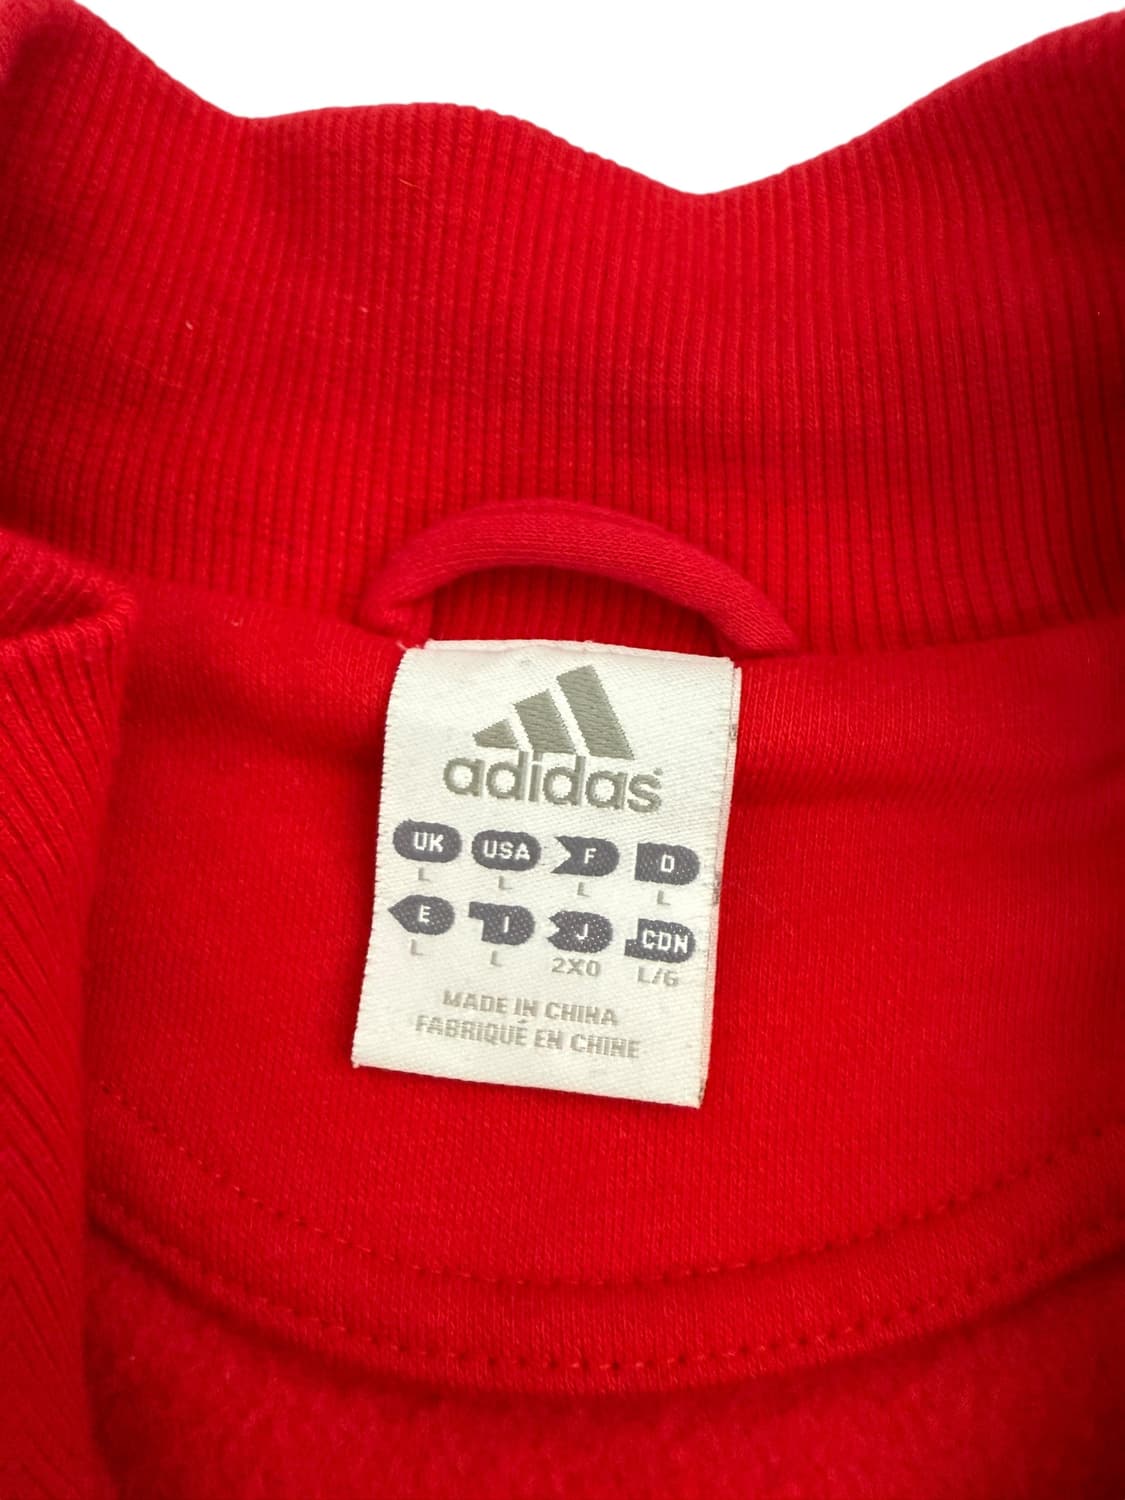 adidas
UK USA F D
L L L L
E I J CDN
L L 2XO L/G
MADE IN CHINA
FABRIQUÉ EN CHINE